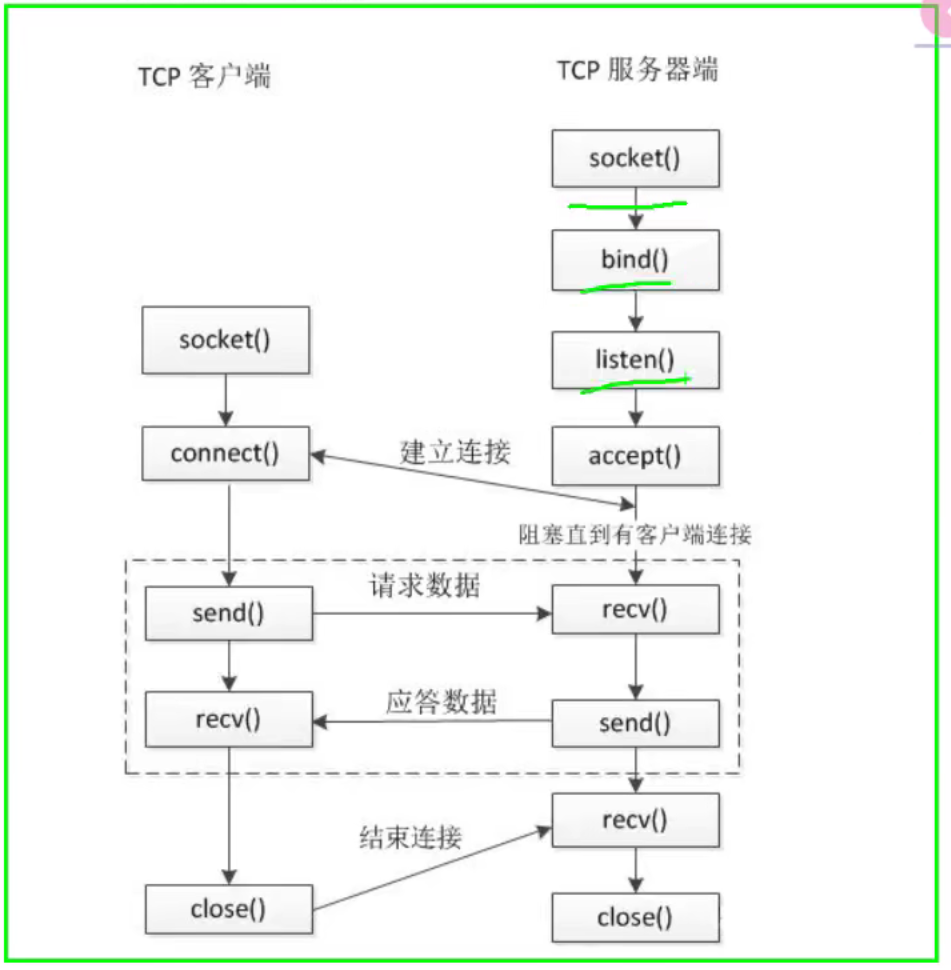 TCP 客户端
TCP 服务器端
socket()
bind()
socket()
listen()
connect()
建立连接
accept()
阻塞直到有客户端连接
请求数据
send()
recv()
应答数据
recv()
send()
结束连接
recv()
close()
close()